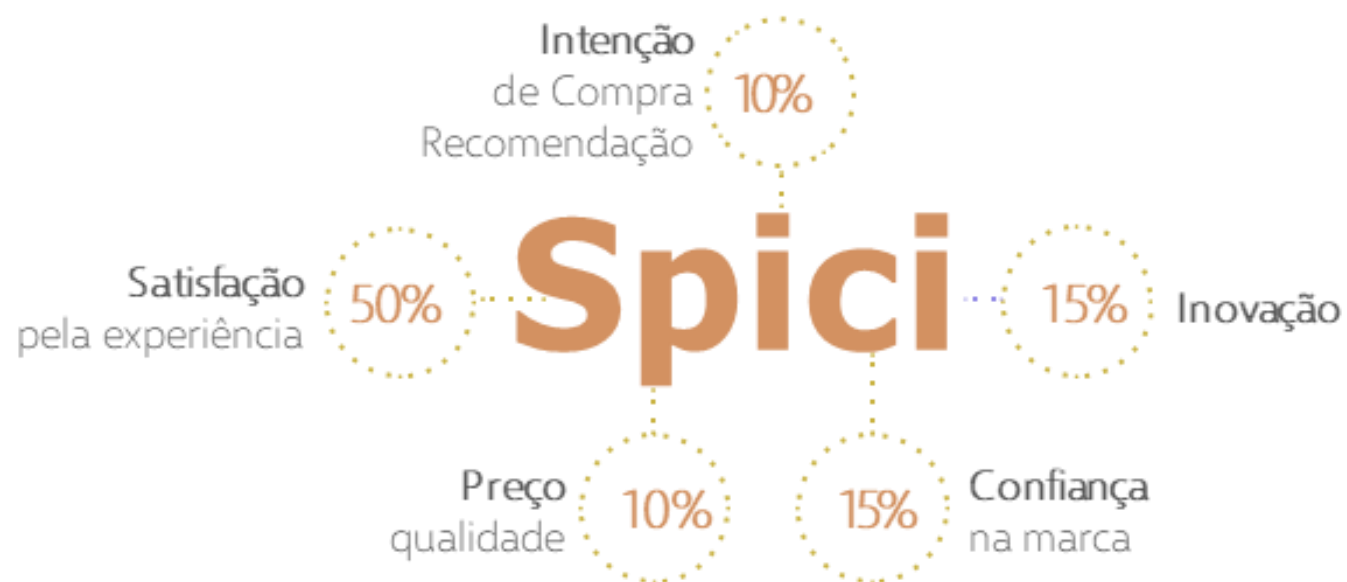 Intenção
de Compra
Recomendação
10%
Spici
Satisfação
pela experiência
50%
15%
Inovação
Preço
qualidade
10%
15%
Confiança
na marca